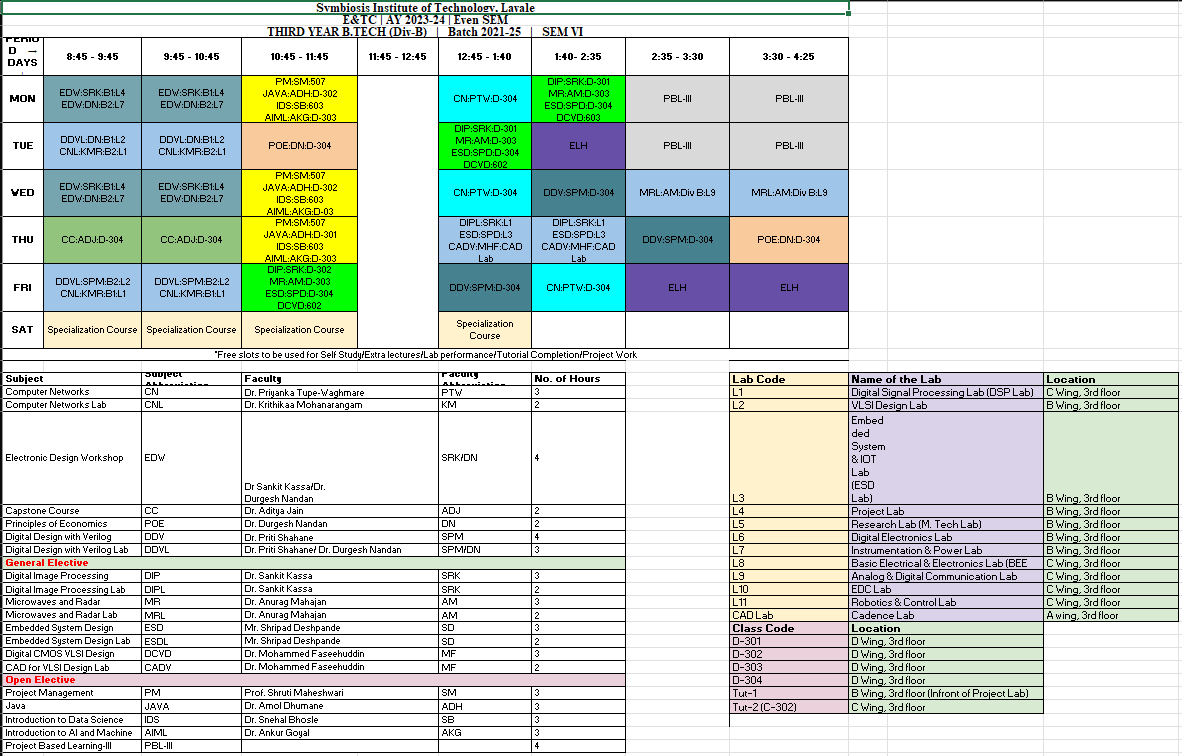 Symbiosis Institute of Technology, Lavale
E&TC | AY 2023-24 | Even SEM
THIRD YEAR B.TECH (Div-B) | Batch 2021-25 | SEM VI
PERIO D → DAYS 8:45 - 9:45 9:45 - 10:45 10:45 - 11:45 11:45 - 12:45 12:45 - 1:40 1:40- 2:35 2:35 - 3:30 3:30 - 4:25
MON
EDW:SRK:B1:L4
EDW:DN:B2:L7
EDW:SRK:B1:L4
EDW:DN:B2:L7
PM:SM:507
JAVA:ADH:D-302
IDS:SB:603
AIML:AKG:D-303
CN:PTW:D-304
DIP:SRK:D-301
MR:AM:D-303
ESD:SPD:D-304
DCVD:603
PBL-III
PBL-III
TUE
DDVL:DN:B1:L2
CNL:KMR:B2:L1
DDVL:DN:B1:L2
CNL:KMR:B2:L1
POE:DN:D-304
DIP:SRK:D-301
MR:AM:D-303
ESD:SPD:D-304
DCVD:602
ELH
PBL-III
PBL-III
WED
EDW:SRK:B1:L4
EDW:DN:B2:L7
EDW:SRK:B1:L4
EDW:DN:B2:L7
PM:SM:507
JAVA:ADH:D-302
IDS:SB:603
AIML:AKG:D-03
CN:PTW:D-304
DDV:SPM:D-304
MRL:AM:Div B:L9
MRL:AM:Div B:L9
THU
CC:ADJ:D-304
CC:ADJ:D-304
PM:SM:507
JAVA:ADH:D-301
IDS:SB:603
AIML:AKG:D-303
DIPL:SRK:L1
ESD:SPD:L3
CADV:MHF:CAD
Lab
DIPL:SRK:L1
ESD:SPD:L3
CADV:MHF:CAD
Lab
DDV:SPM:D-304
POE:DN:D-304
FRI
DDVL:SPM:B2:L2
CNL:KMR:B1:L1
DDVL:SPM:B2:L2
CNL:KMR:B1:L1
DIP:SRK:D-302
MR:AM:D-303
ESD:SPD:D-304
DCVD:602
DDV:SPM:D-304
CN:PTW:D-304
ELH
ELH
SAT
Specialization Course
Specialization Course
Specialization Course
Specialization
Course
*Free slots to be used for Self Study/Extra lectures/Lab performance/Tutorial Completion/Project Work
Subject Subject Abbreviation Faculty Faculty Abbreviation No. of Hours
Computer Networks CN Dr. Priyanka Tupe-Waghmare PTW 3
Computer Networks Lab CNL Dr. Krithikaa Mohanarangam KM 2
Electronic Design Workshop EDW Dr Sankit Kassa/Dr. Durgesh Nandan SRK/DN 4
Capstone Course CC Dr. Aditya Jain ADJ 2
Principles of Economics POE Dr. Durgesh Nandan DN 2
Digital Design with Verilog DDV Dr. Priti Shahane SPM 4
Digital Design with Verilog Lab DDVL Dr. Priti Shahane/ Dr. Durgesh Nandan SPM/DN 3
General Elective
Digital Image Processing DIP Dr. Sankit Kassa SRK 3
Digital Image Processing Lab DIPL Dr. Sankit Kassa SRK 2
Microwaves and Radar MR Dr. Anurag Mahajan AM 3
Microwaves and Radar Lab MRL Dr. Anurag Mahajan AM 2
Embedded System Design ESD Mr. Shripad Deshpande SD 3
Embedded System Design Lab ESDL Mr. Shripad Deshpande SD 2
Digital CMOS VLSI Design DCVD Dr. Mohammed Faseehuddin MF 3
CAD for VLSI Design Lab CADV Dr. Mohammed Faseehuddin MF 2
Open Elective
Project Management PM Prof. Shruti Maheshwari SM 3
Java JAVA Dr. Amol Dhumane ADH 3
Introduction to Data Science IDS Dr. Snehal Bhosle SB 3
Introduction to AI and Machine AIML Dr. Ankur Goyal AKG 3
Project Based Learning-III PBL-III 4
Lab Code Name of the Lab Location
L1 Digital Signal Processing Lab (DSP Lab) C Wing, 3rd floor
L2 VLSI Design Lab B Wing, 3rd floor
L3 Embed ded System & IOT Lab (ESD Lab) B Wing, 3rd floor
L4 Project Lab B Wing, 3rd floor
L5 Research Lab (M. Tech Lab) B Wing, 3rd floor
L6 Digital Electronics Lab B Wing, 3rd floor
L7 Instrumentation & Power Lab B Wing, 3rd floor
L8 Basic Electrical & Electronics Lab (BEE C Wing, 3rd floor
L9 Analog & Digital Communication Lab C Wing, 3rd floor
L10 EDC Lab C Wing, 3rd floor
L11 Robotics & Control Lab C Wing, 3rd floor
CAD Lab Cadence Lab A wing, 3rd floor
Class Code Location
D-301 D Wing, 3rd floor
D-302 D Wing, 3rd floor
D-303 D Wing, 3rd floor
D-304 D Wing, 3rd floor
Tut-1 B Wing, 3rd floor (Infront of Project Lab)
Tut-2 (C-302) C Wing, 3rd floor